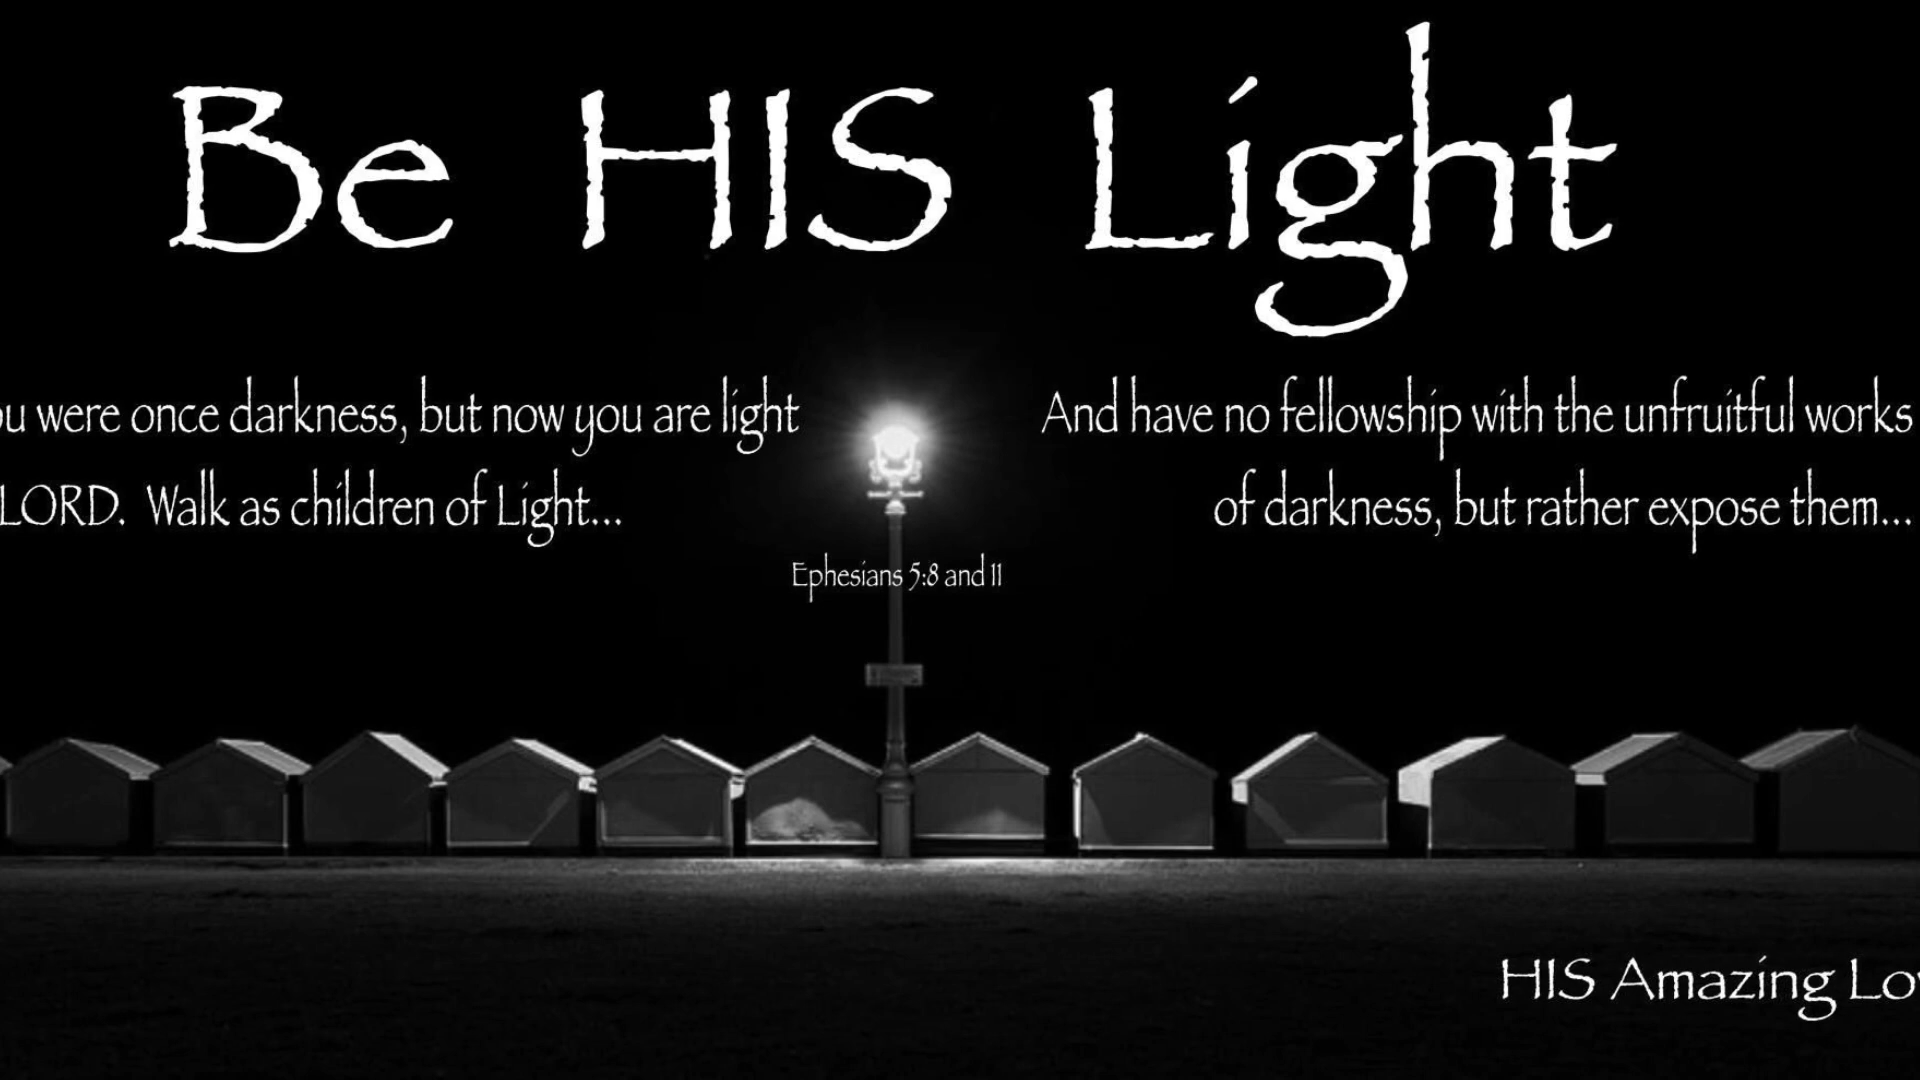 Be HIS Light
ou were once darkness, but now you are light
LORD. Walk as children of Light...
And have no fellowship with the unfruitful works
of darkness, but rather expose them...
Ephesians 5:8 and 11
HIS Amazing Lo